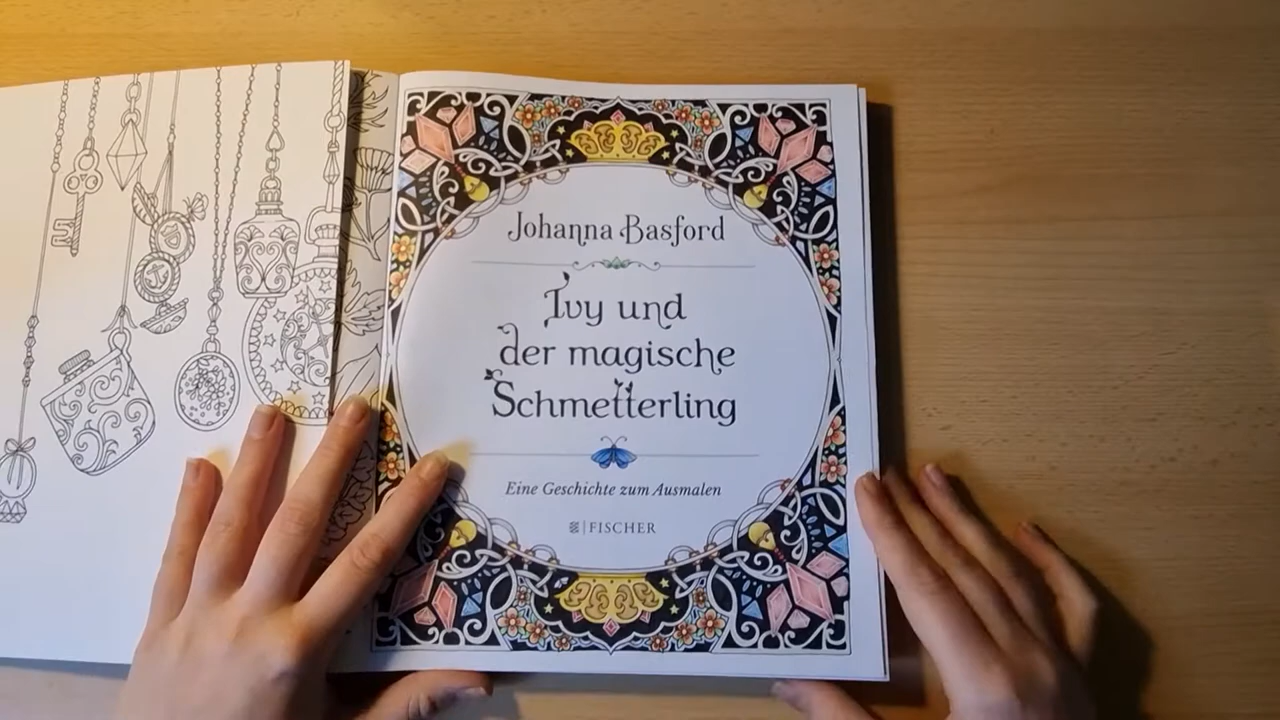 Johanna Basford
Ivy und
der magische
Schmetterling
Eine Geschichte zum Ausmalen
FISCHER